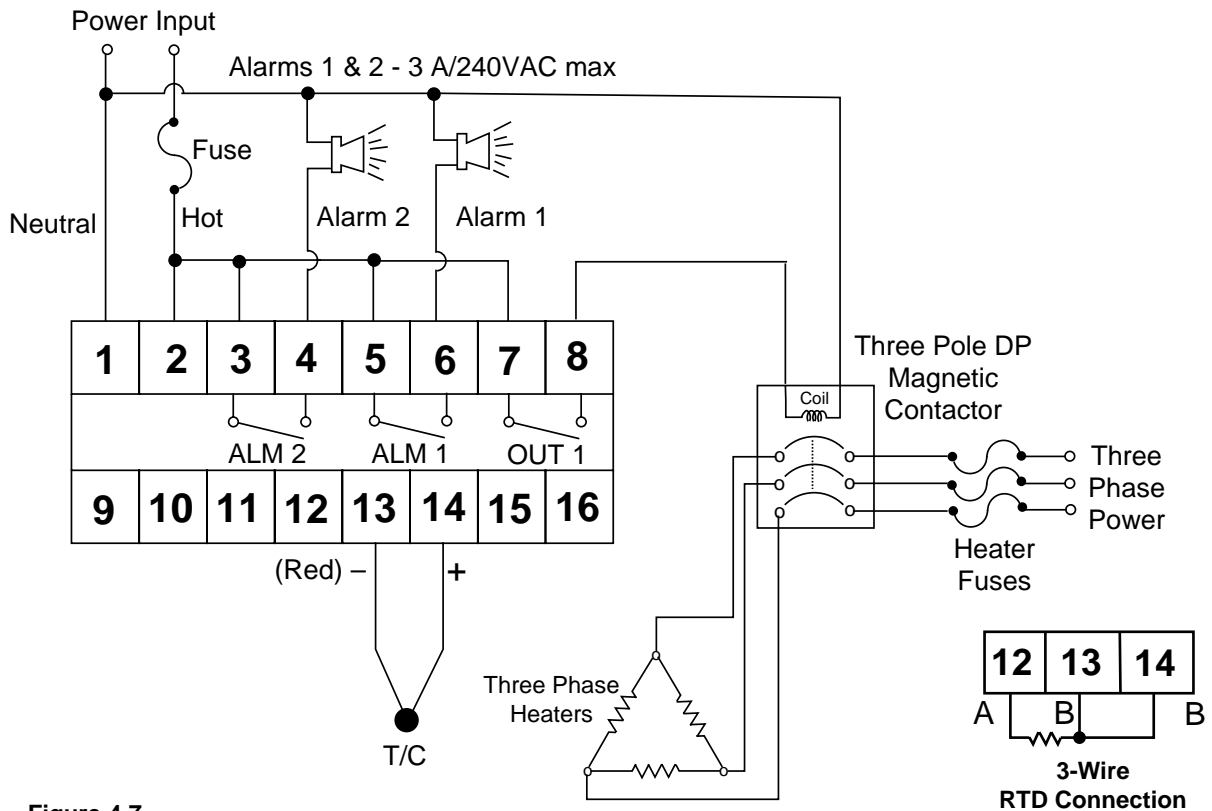 Power Input
Alarms 1 & 2 - 3 A/240VAC max
Fuse
Neutral
Hot
Alarm 2
Alarm 1
1 2 3 4 5 6 7 8
ALM 2
ALM 1
OUT 1
9 10 11 12 13 14 15 16
(Red) – +
T/C
Three Pole DP
Magnetic
Contactor
Coil
Three
Phase
Power
Heater
Fuses
Three Phase
Heaters
12 13 14
A B B
3-Wire
RTD Connection
Figure 4.7